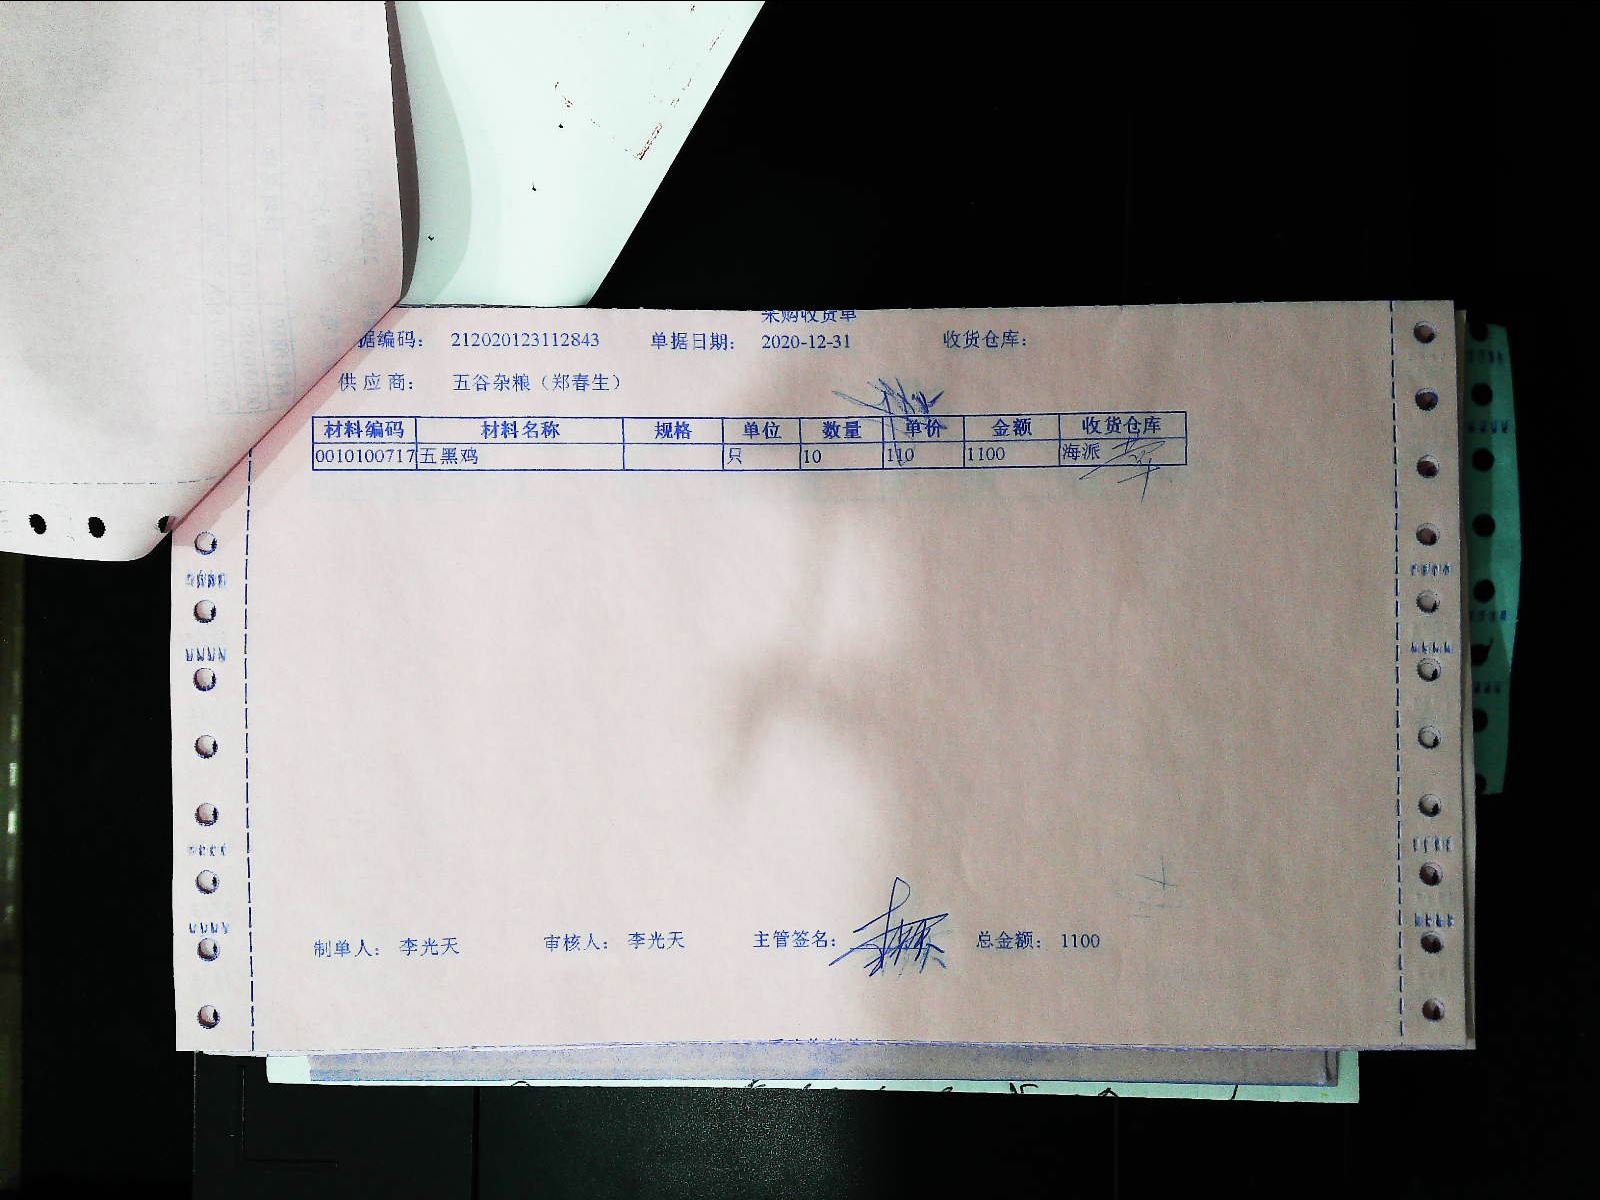 采购收货单
据编码： 212020123112843 单据日期： 2020-12-31 收货仓库：
供应商： 五谷杂粮（郑春生）
材料编码 材料名称 规格 单位 数量 单价 金额 收货仓库
0010100717 五黑鸡 只 10 110 1100 海派
制单人： 李光天 审核人： 李光天 主管签名： 总金额： 1100